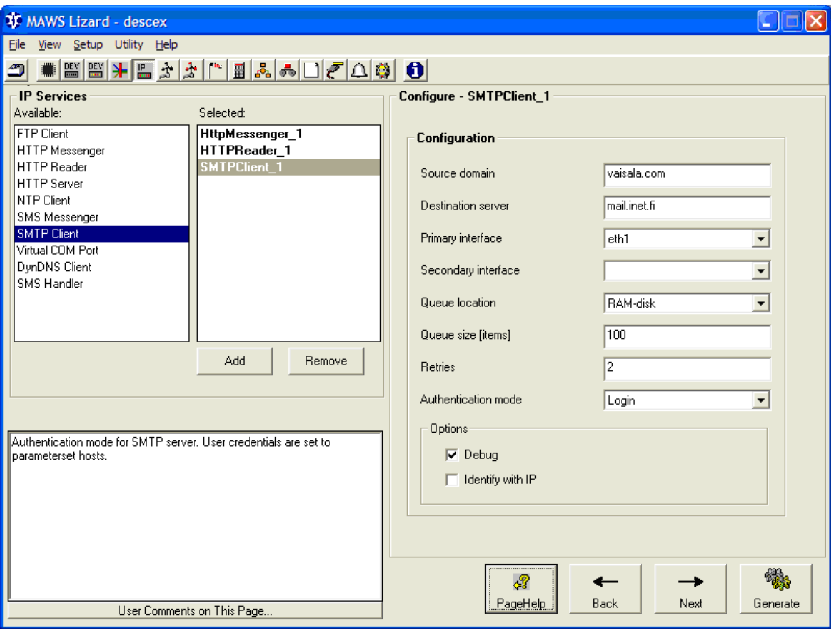 MAWS Lizard - descex
File View Setup Utility Help
DEV DEV IP
IP Services
Available:
Selected:
FTP Client
HTTP Messenger
HTTP Reader
HTTP Server
NTP Client
SMS Messenger
SMTP Client
Virtual COM Port
DynDNS Client
SMS Handler
HttpMessenger_1
HTTPReader_1
SMTPClient_1
Add
Remove
Authentication mode for SMTP server. User credentials are set to
parameterset hosts.
User Comments on This Page...
Configure - SMTPClient_1
Configuration
Source domain vaisala.com
Destination server mail.inet.fi
Primary interface eth1
Secondary interface
Queue location RAM-disk
Queue size [items] 100
Retries 2
Authentication mode Login
Options
Debug
Identify with IP
PageHelp
Back
Next
Generate